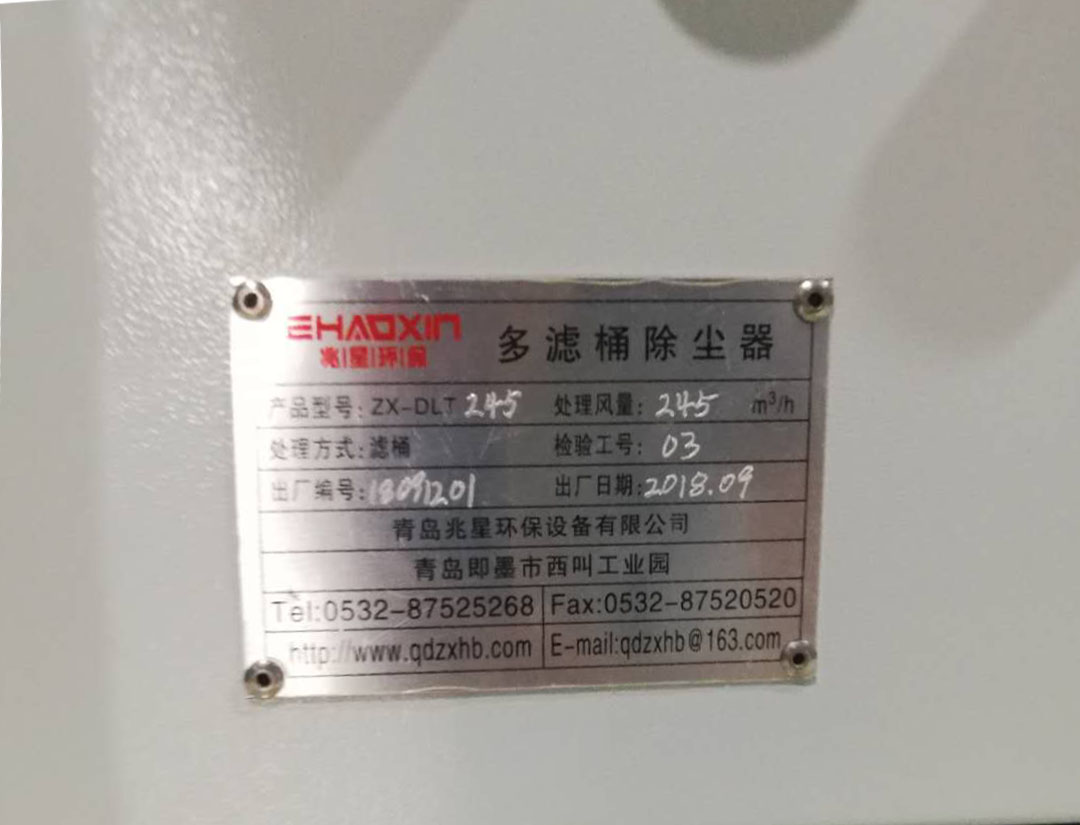 ZHAOXIN
兆星环保
多滤桶除尘器
产品型号: ZX-DLT 245 处理风量: 245 m³/h
处理方式: 滤桶 检验工号: 03
出厂编号: 18091201 出厂日期: 2018.09
青岛兆星环保设备有限公司
青岛即墨市西叫工业园
Tel:0532-87525268 Fax:0532-87520520
http://www.qdzxhb.com E-mail:qdzxhb@163.com